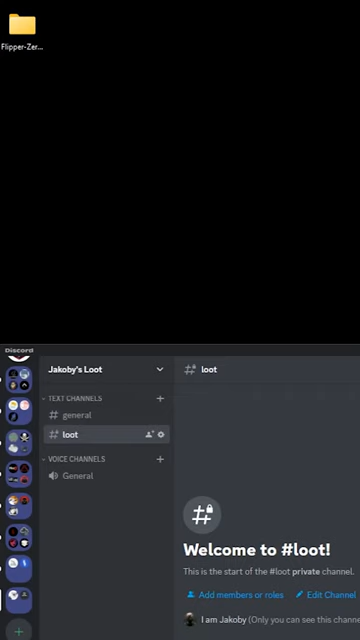 Flipper-Zer...
Discord
Jakoby's Loot
loot
TEXT CHANNELS
general
loot
VOICE CHANNELS
General
Welcome to #loot!
This is the start of the #loot private channel.
Add members or roles
Edit Channel
I am Jakoby (Only you can see this channe